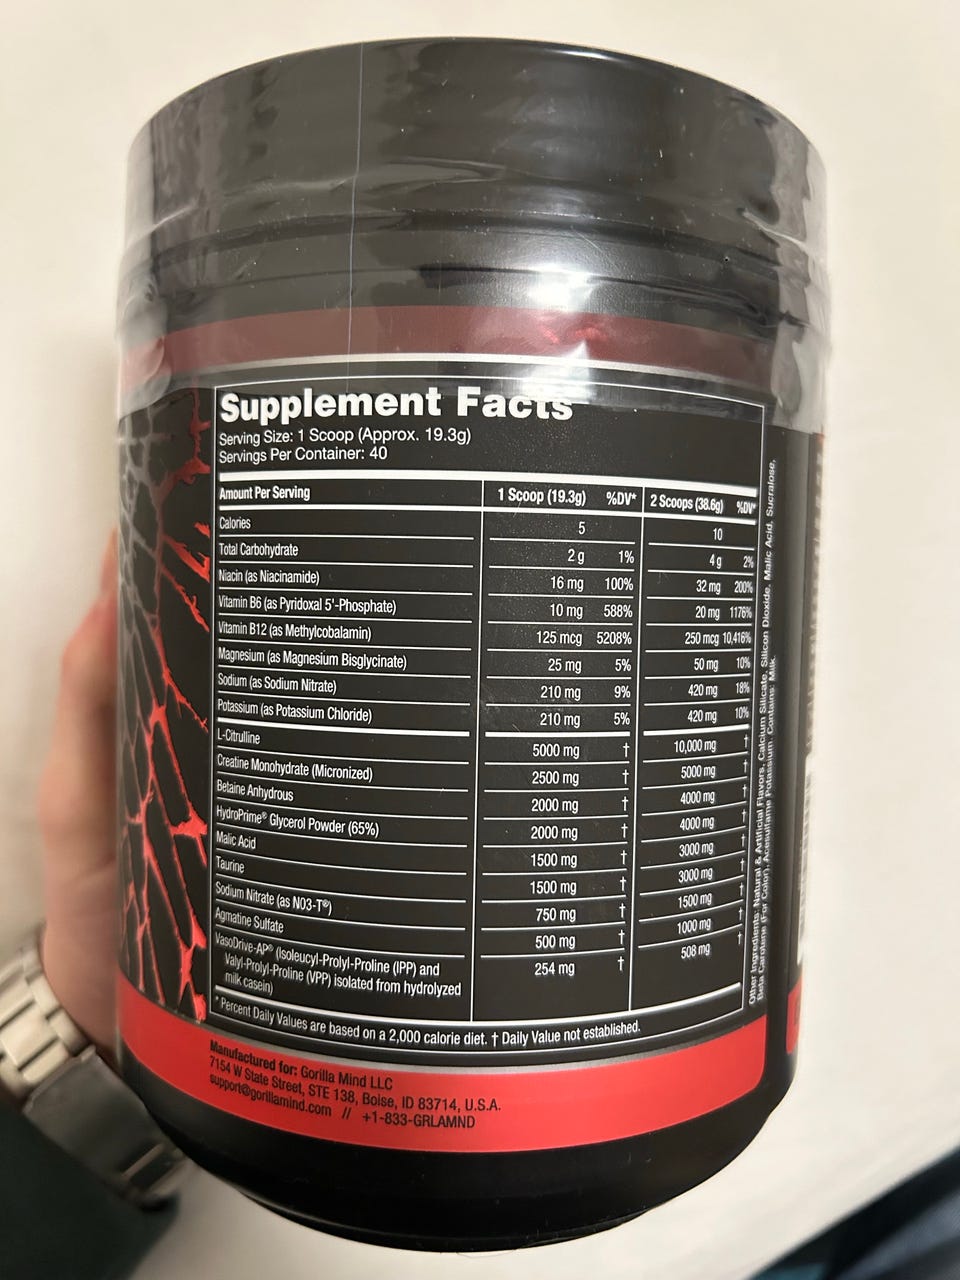 Supplement Facts
Serving Size: 1 Scoop (Approx. 19.3g)
Servings Per Container: 40
Amount Per Serving 1 Scoop (19.3g) %DV* 2 Scoops (38.6g) %DV*
Calories 5 10
Total Carbohydrate 2 g 1% 4 g 2%
Niacin (as Niacinamide) 16 mg 100% 32 mg 200%
Vitamin B6 (as Pyridoxal 5'-Phosphate) 10 mg 588% 20 mg 1176%
Vitamin B12 (as Methylcobalamin) 125 mcg 5208% 250 mcg 10,416%
Magnesium (as Magnesium Bisglycinate) 25 mg 5% 50 mg 10%
Sodium (as Sodium Nitrate) 210 mg 9% 420 mg 18%
Potassium (as Potassium Chloride) 210 mg 5% 420 mg 10%
L-Citrulline 5000 mg † 10,000 mg †
Creatine Monohydrate (Micronized) 2500 mg † 5000 mg †
Betaine Anhydrous 2000 mg † 4000 mg †
HydroPrime® Glycerol Powder (65%) 2000 mg † 4000 mg †
Malic Acid 1500 mg † 3000 mg †
Taurine 1500 mg † 3000 mg †
Sodium Nitrate (as NO3-T®) 750 mg † 1500 mg †
Agmatine Sulfate 500 mg † 1000 mg †
VasoDrive-AP® (Isoleucyl-Prolyl-Proline (IPP) and 254 mg † 508 mg †
Valyl-Prolyl-Proline (VPP) isolated from hydrolyzed
milk casein)
* Percent Daily Values are based on a 2,000 calorie diet. † Daily Value not established.
Other Ingredients: Natural & Artificial Flavors, Calcium Silicate, Silicon Dioxide, Malic Acid, Sucralose,
Beta Carotene (For Color), Acesulfame Potassium. Contains: Milk.
Manufactured for: Gorilla Mind LLC
7154 W State Street, STE 138, Boise, ID 83714, U.S.A.
support@gorillamind.com // +1-833-GRLAMND